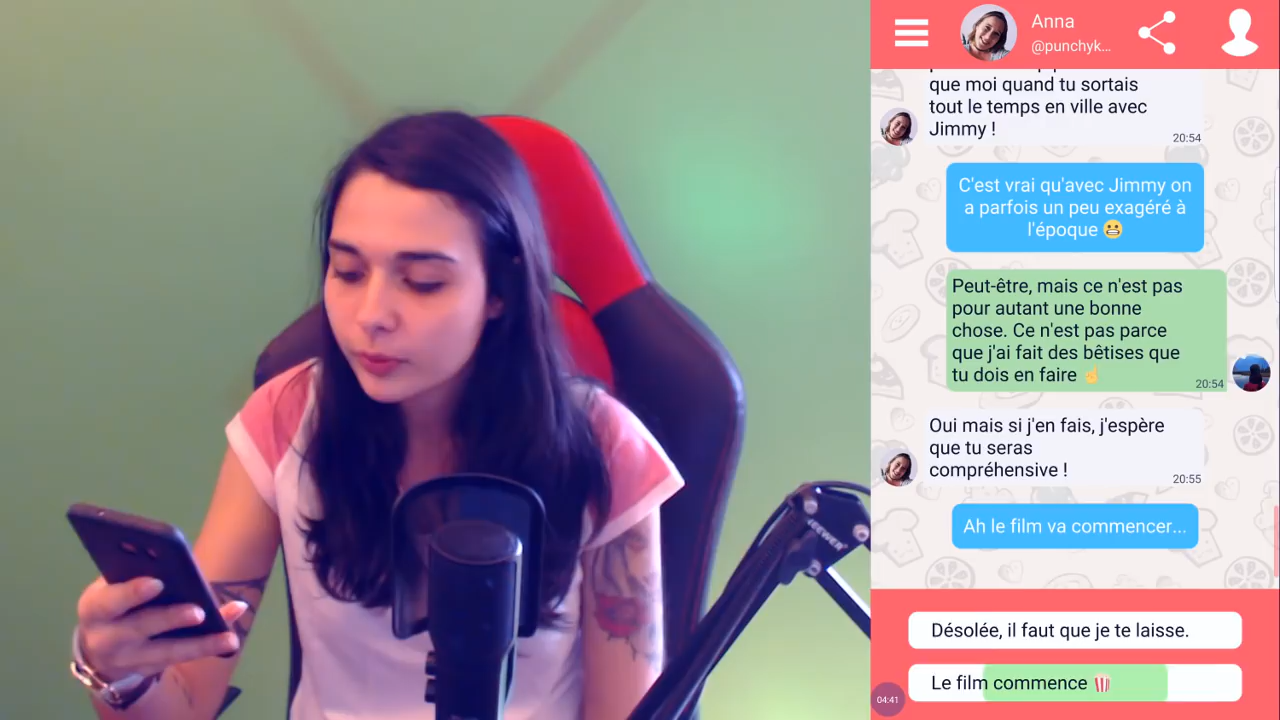 Anna
@punchyk...
que moi quand tu sortais
tout le temps en ville avec
Jimmy !
20:54
C'est vrai qu'avec Jimmy on
a parfois un peu exagéré à
l'époque 😬
Peut-être, mais ce n'est pas
pour autant une bonne
chose. Ce n'est pas parce
que j'ai fait des bêtises que
tu dois en faire ☝
20:54
Oui mais si j'en fais, j'espère
que tu seras
compréhensive !
20:55
Ah le film va commencer...
Désolée, il faut que je te laisse.
Le film commence 🍿
04:41
NEEWER